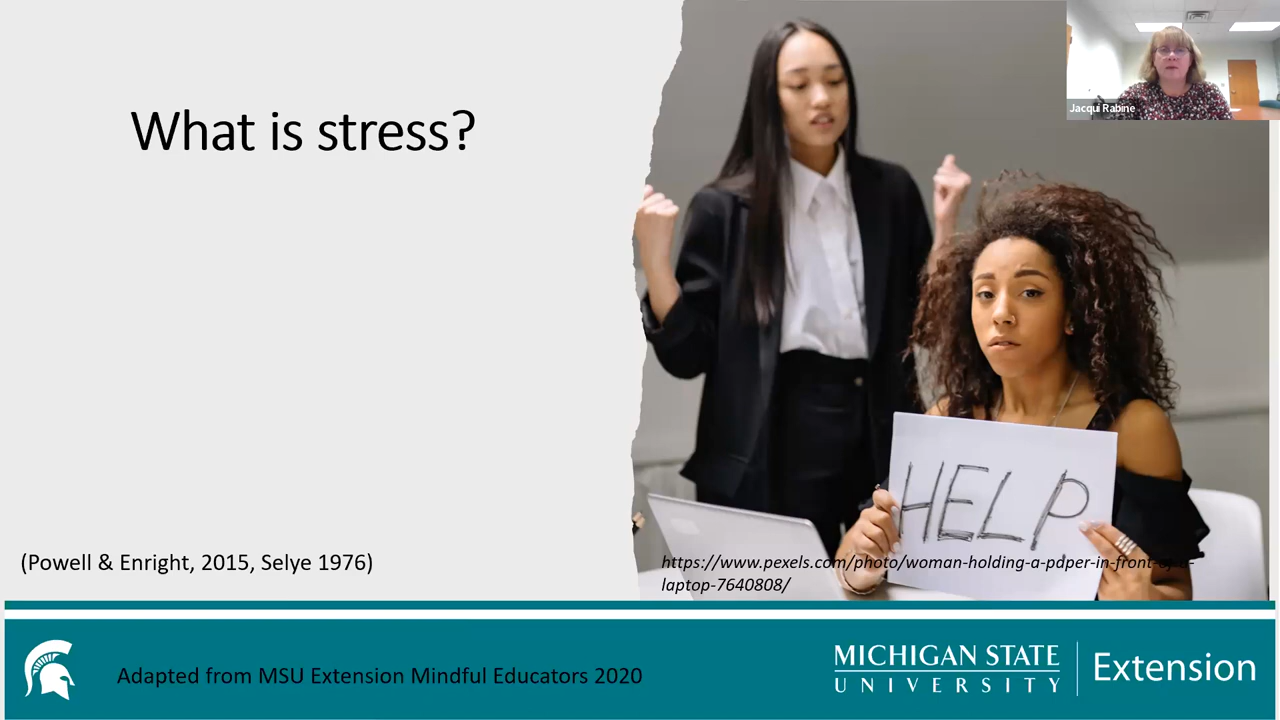 What is stress?
Jacqui Rabine
HELP
(Powell & Enright, 2015, Selye 1976)
https://www.pexels.com/photo/woman-holding-a-pdper-in-front-of-a-
laptop-7640808/
Adapted from MSU Extension Mindful Educators 2020
MICHIGAN STATE
UNIVERSITY
Extension